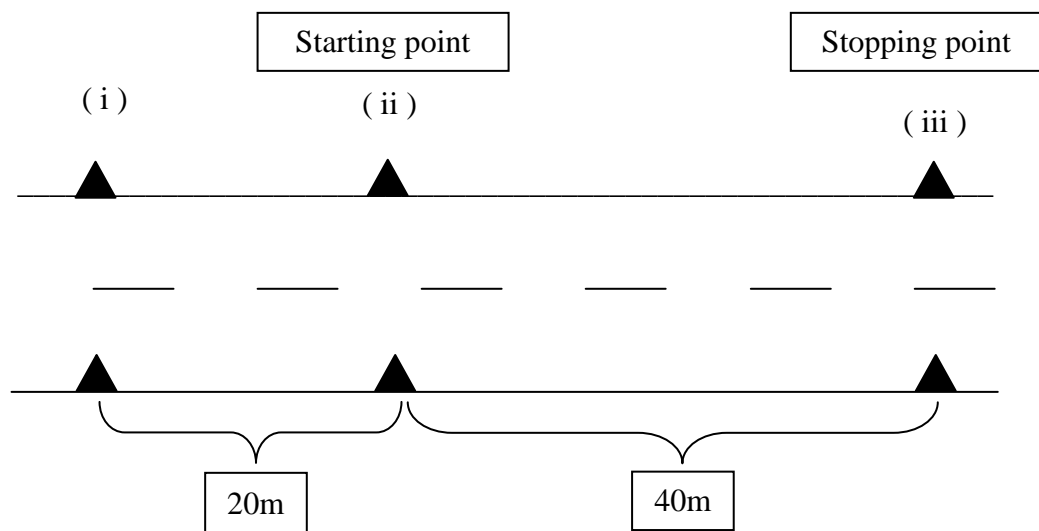 Starting point
Stopping point
( i )
( ii )
( iii )
20m
40m